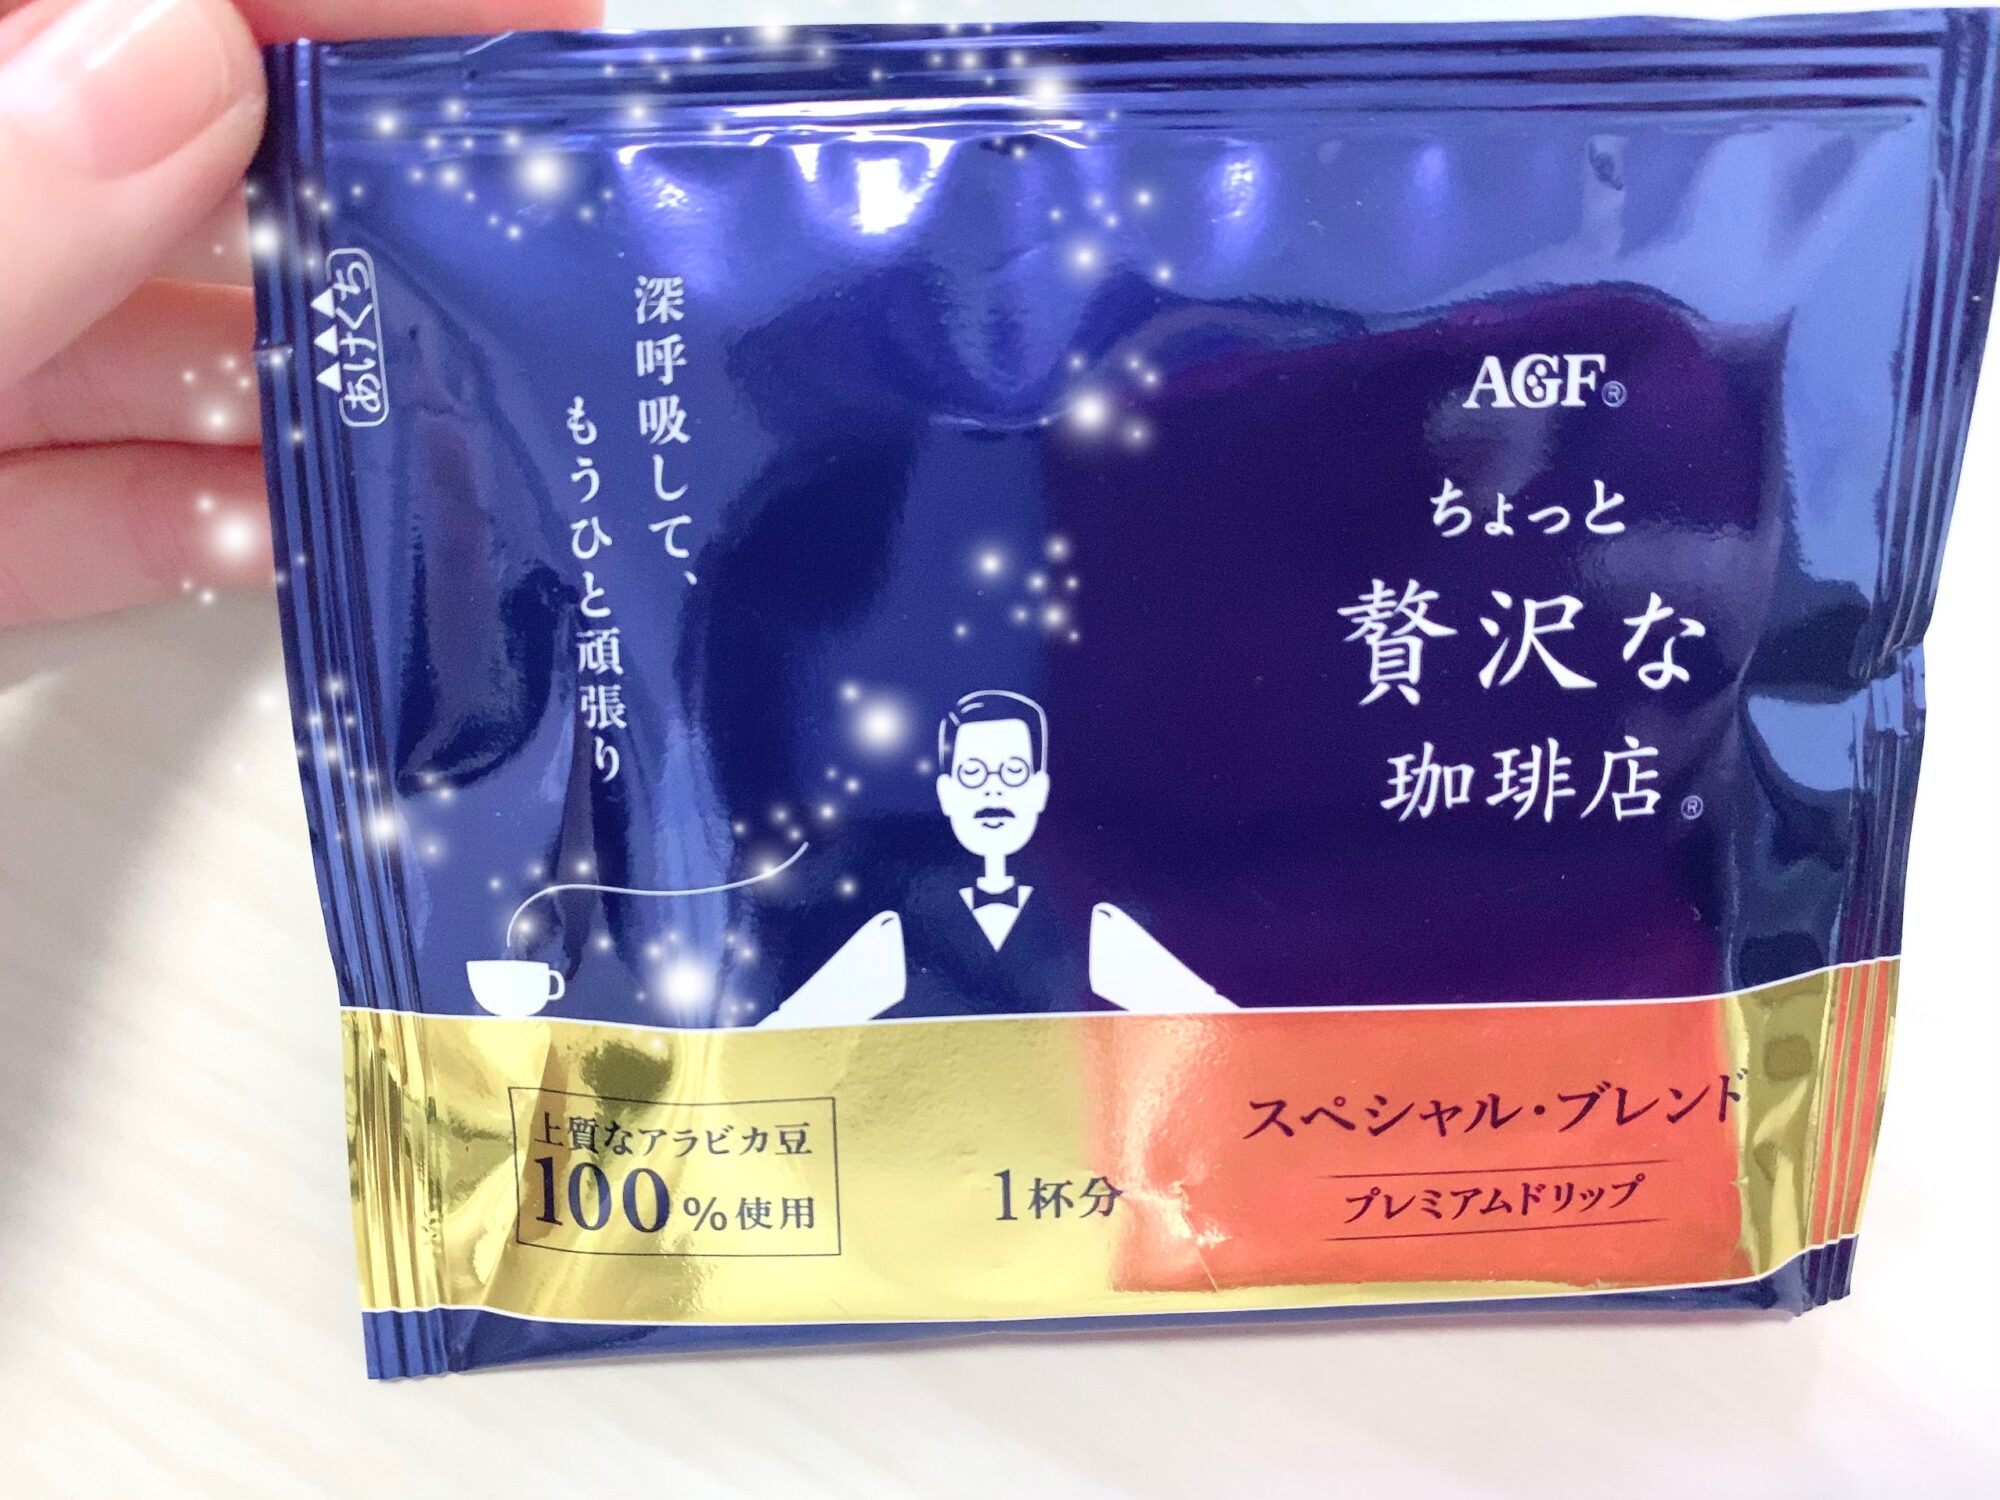 あけくち
深呼吸して、
もうひと頑張り
AGF®
ちょっと
贅沢な
珈琲店®
上質なアラビカ豆
100%使用
1杯分
スペシャル・ブレンド
プレミアムドリップ